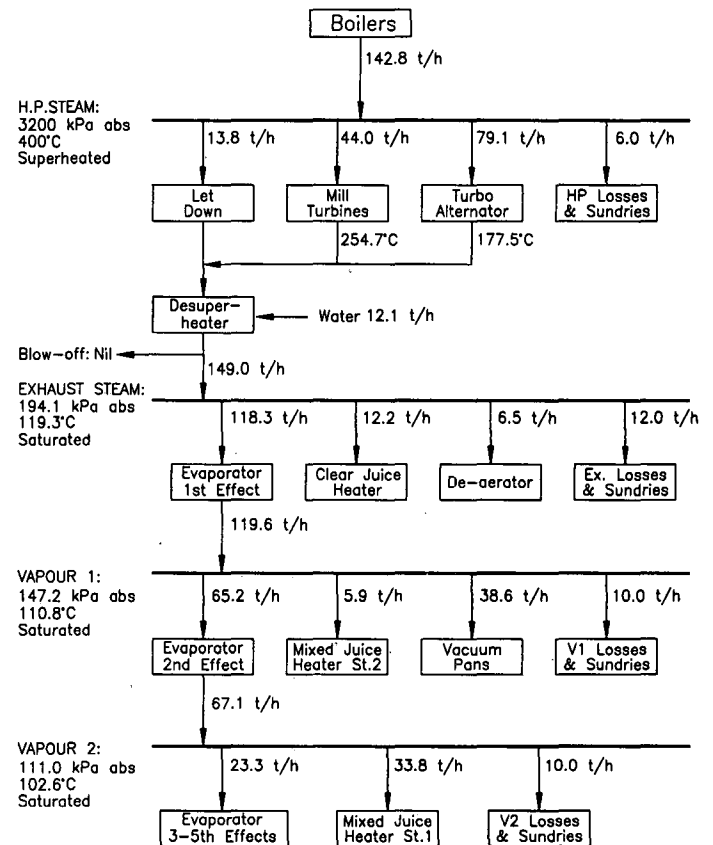 Boilers
142.8 t/h
H.P.STEAM:
3200 kPa abs
400°C
Superheated
13.8 t/h
44.0 t/h
79.1 t/h
6.0 t/h
Let
Down
Mill
Turbines
Turbo
Alternator
HP Losses
& Sundries
254.7°C
177.5°C
Desuper-
heater
Water 12.1 t/h
Blow-off: Nil
149.0 t/h
EXHAUST STEAM:
194.1 kPa abs
119.3°C
Saturated
118.3 t/h
12.2 t/h
6.5 t/h
12.0 t/h
Evaporator
1st Effect
Clear Juice
Heater
De-aerator
Ex. Losses
& Sundries
119.6 t/h
VAPOUR 1:
147.2 kPa abs
110.8°C
Saturated
65.2 t/h
5.9 t/h
38.6 t/h
10.0 t/h
Evaporator
2nd Effect
Mixed Juice
Heater St.2
Vacuum
Pans
V1 Losses
& Sundries
67.1 t/h
VAPOUR 2:
111.0 kPa abs
102.6°C
Saturated
23.3 t/h
33.8 t/h
10.0 t/h
Evaporator
3-5th Effects
Mixed Juice
Heater St.1
V2 Losses
& Sundries